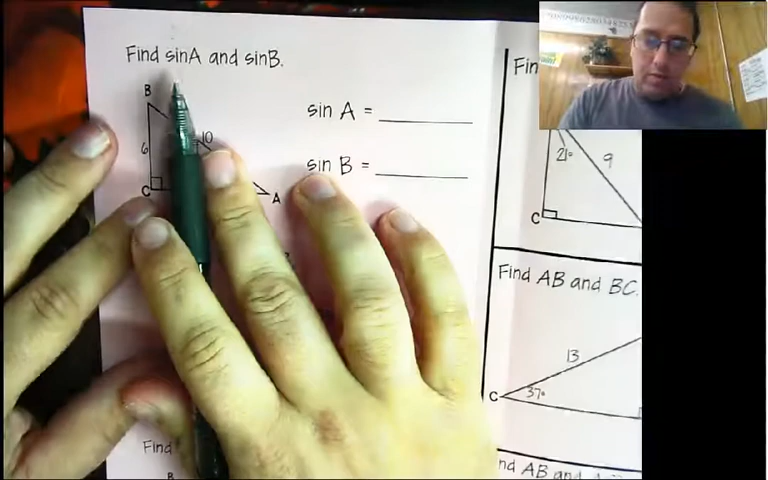 Find sinA and sinB.
B
10
6
C
A
sin A =
sin B =
Find
B
Fin
21°
9
C
Find AB and BC.
13
C
37°
nd AB and